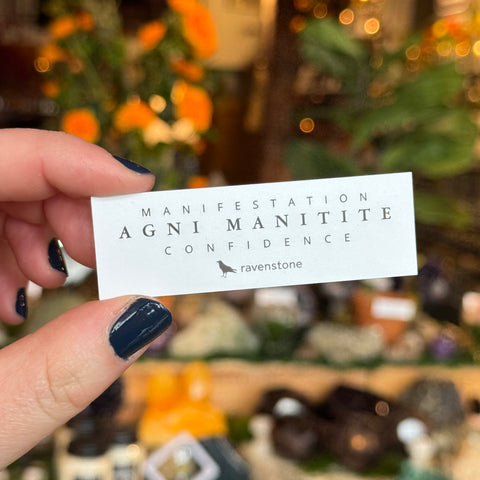 MANIFESTATION
AGNI MANITITE
CONFIDENCE
ravenstone